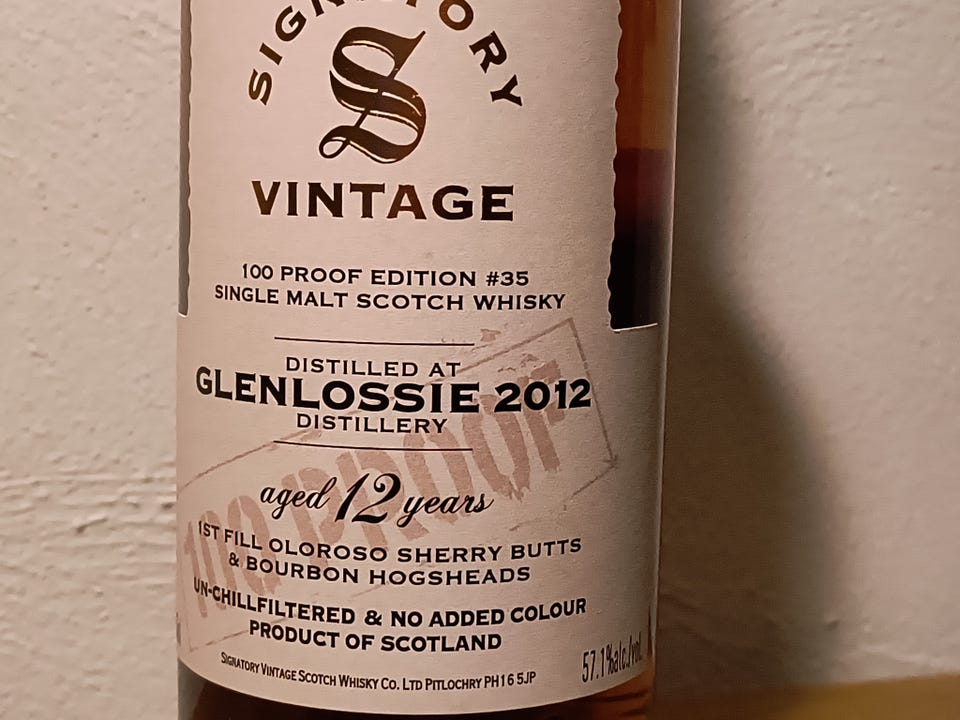 SIGNATORY
S
VINTAGE
100 PROOF EDITION #35
SINGLE MALT SCOTCH WHISKY
DISTILLED AT
GLENLOSSIE 2012
DISTILLERY
100 PROOF
aged 12 years
1ST FILL OLOROSO SHERRY BUTTS
& BOURBON HOGSHEADS
UN-CHILLFILTERED & NO ADDED COLOUR
PRODUCT OF SCOTLAND
SIGNATORY VINTAGE SCOTCH WHISKY CO. LTD PITLOCHRY PH16 5JP
57.1%alc./vol.